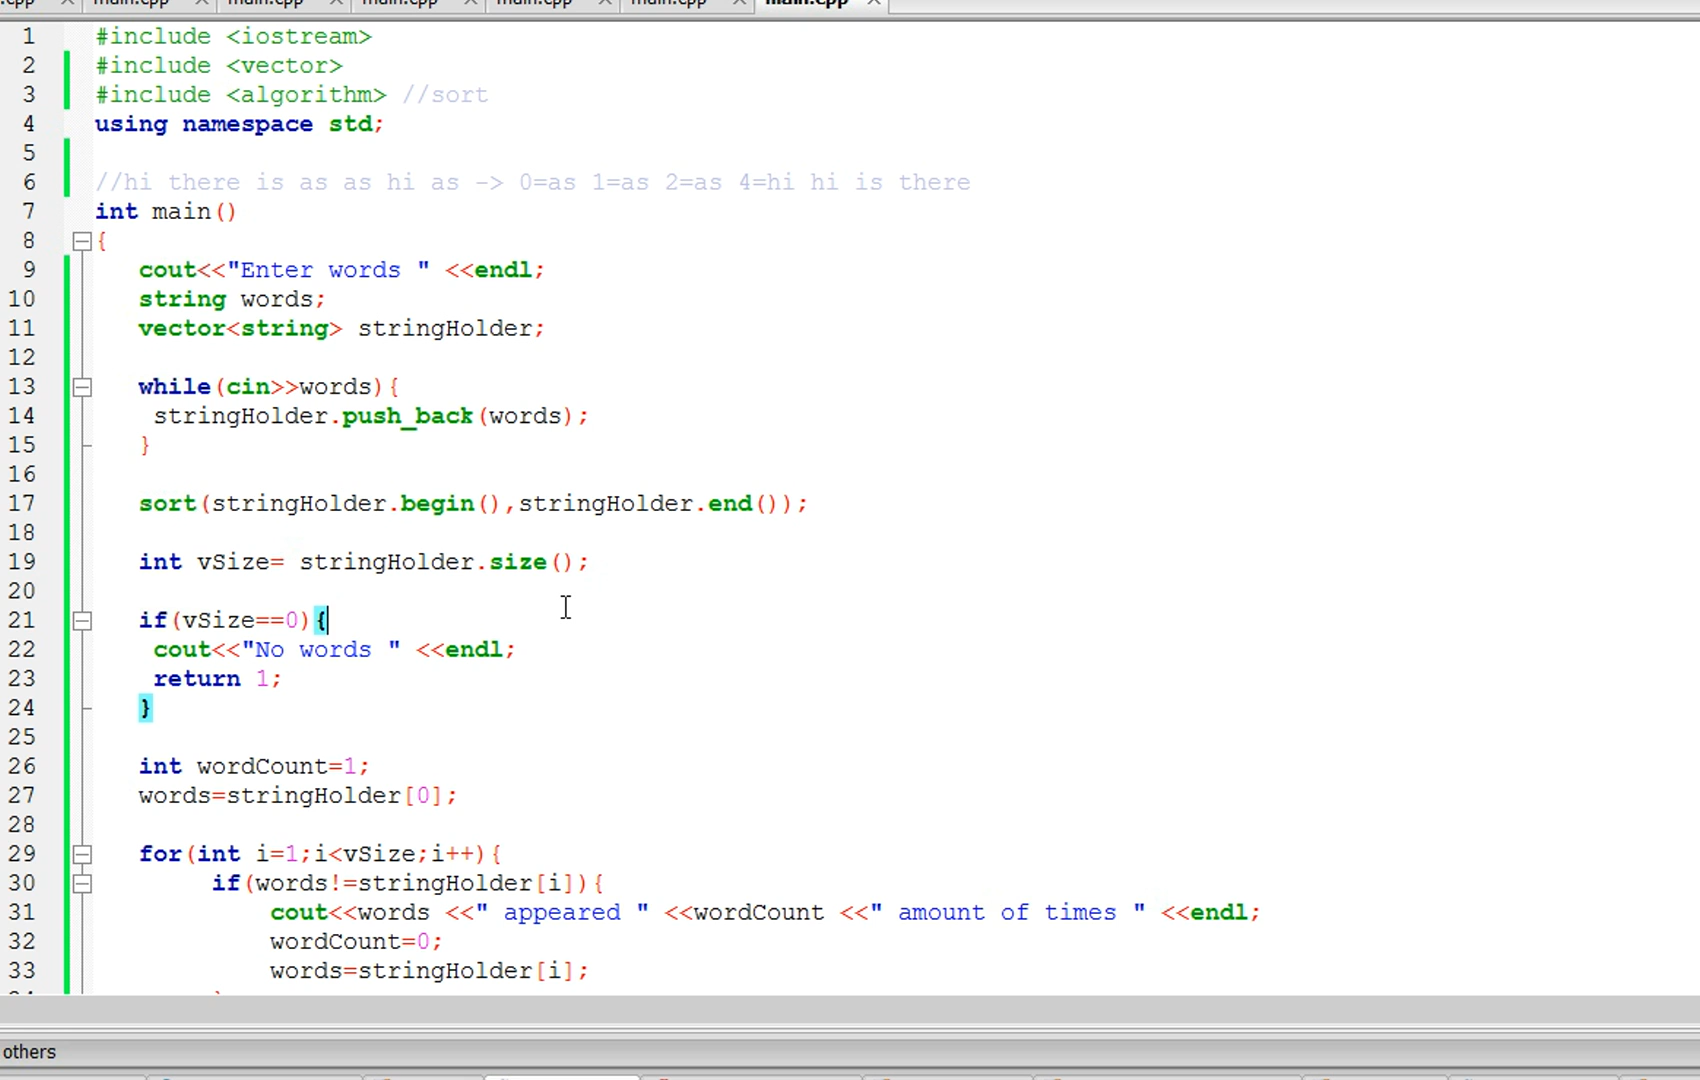 .cpp main.cpp main.cpp main.cpp main.cpp main.cpp main.cpp
1 #include <iostream>
2 #include <vector>
3 #include <algorithm> //sort
4 using namespace std;
5
6 //hi there is as as hi as -> 0=as 1=as 2=as 4=hi hi is there
7 int main()
8 {
9 cout<<"Enter words " <<endl;
10 string words;
11 vector<string> stringHolder;
12
13 while(cin>>words){
14 stringHolder.push_back(words);
15 }
16
17 sort(stringHolder.begin(),stringHolder.end());
18
19 int vSize= stringHolder.size();
20
21 if(vSize==0){
22 cout<<"No words " <<endl;
23 return 1;
24 }
25
26 int wordCount=1;
27 words=stringHolder[0];
28
29 for(int i=1;i<vSize;i++){
30 if(words!=stringHolder[i]){
31 cout<<words <<" appeared " <<wordCount <<" amount of times " <<endl;
32 wordCount=0;
33 words=stringHolder[i];
others